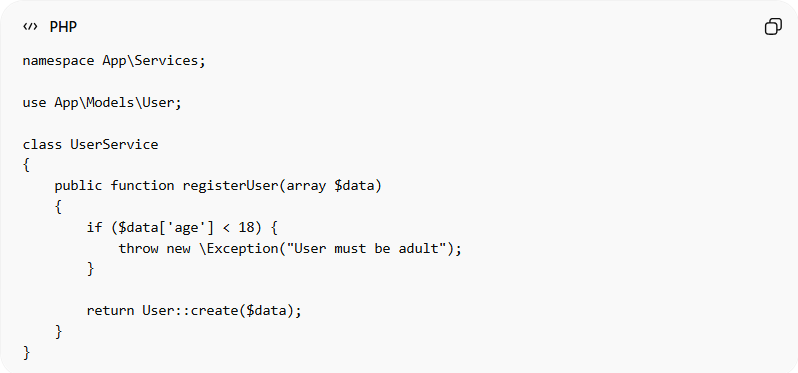 </> PHP
namespace App\Services;
use App\Models\User;
class UserService
{
    public function registerUser(array $data)
    {
        if ($data['age'] < 18) {
            throw new \Exception("User must be adult");
        }
        return User::create($data);
    }
}